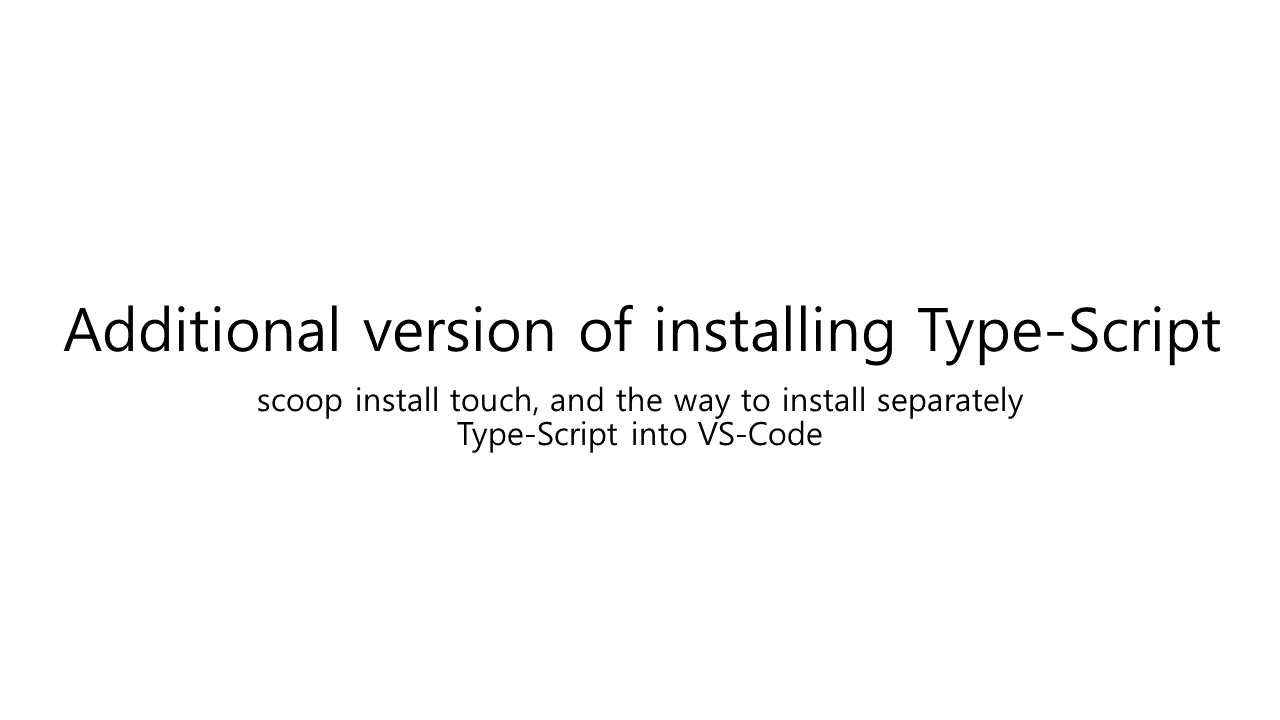 Additional version of installing Type-Script
scoop install touch, and the way to install separately
Type-Script into VS-Code